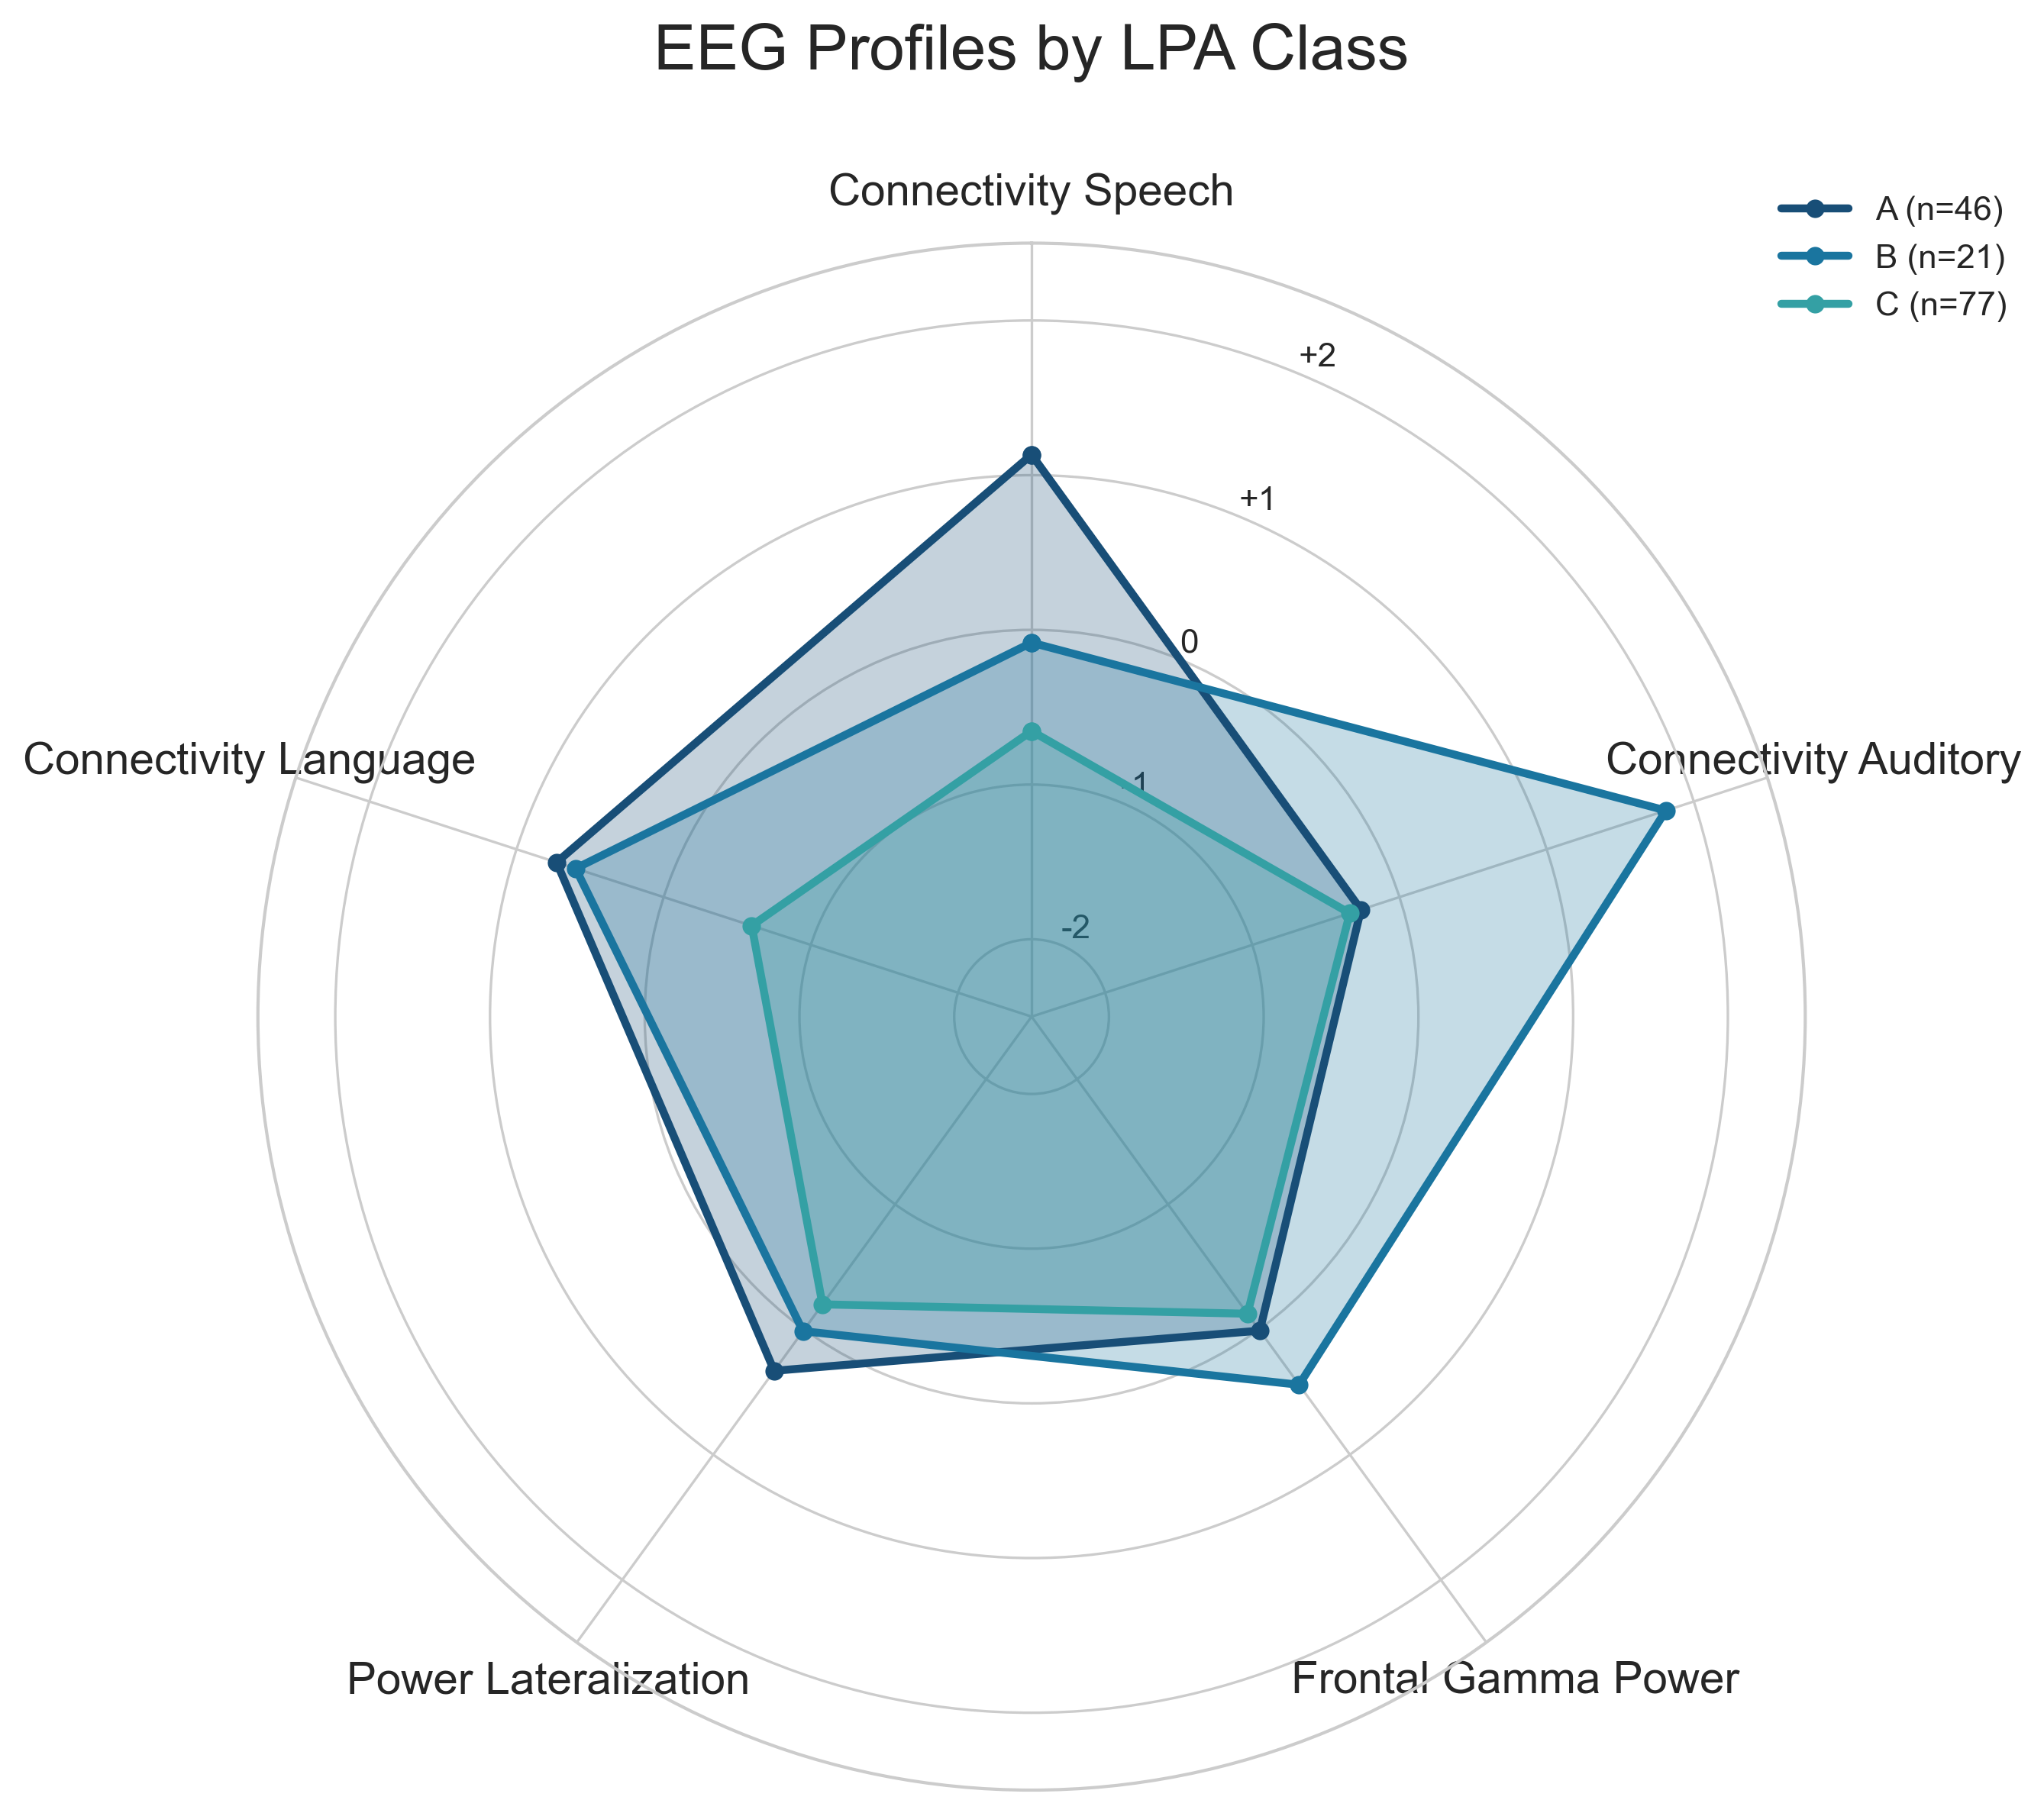 EEG Profiles by LPA Class
Connectivity Speech
A (n=46)
B (n=21)
C (n=77)
+2
+1
0
-1
-2
Connectivity Language
Connectivity Auditory
Power Lateralization
Frontal Gamma Power